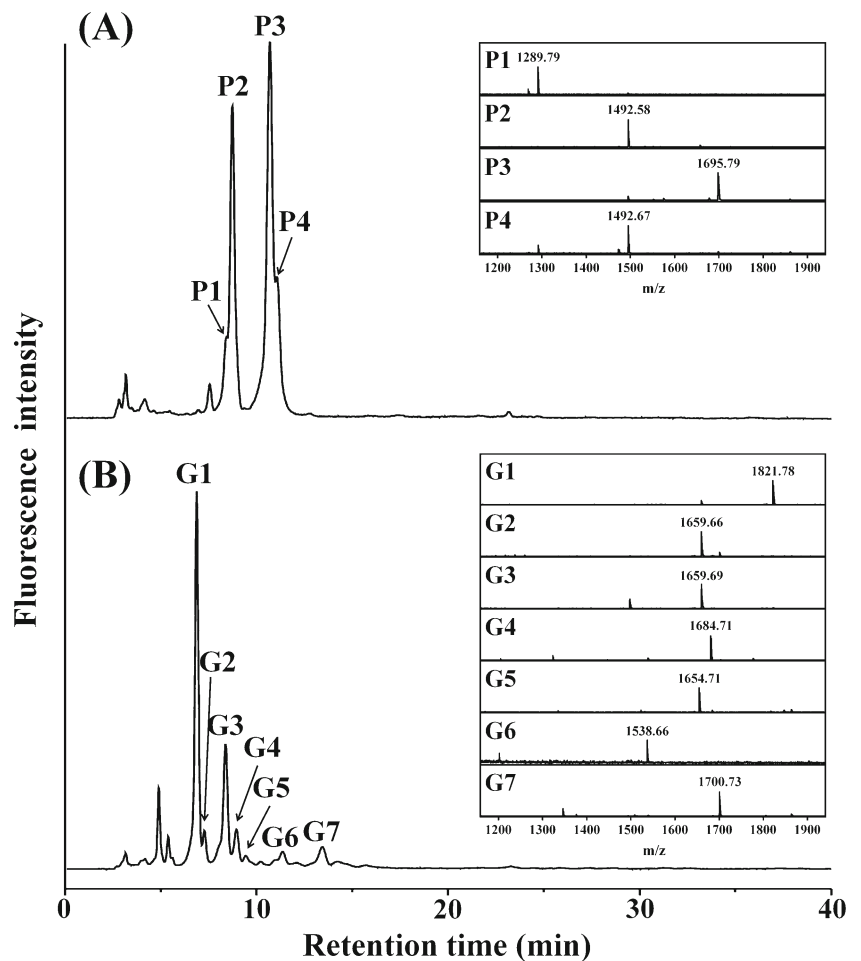 (A)
P3
P2
P4
P1
P1 1289.79
P2 1492.58
P3 1695.79
P4 1492.67
1200 1300 1400 1500 1600 1700 1800 1900
m/z
Fluorescence intensity
(B)
G1
G2
G3
G4
G5
G6 G7
G1 1821.78
G2 1659.66
G3 1659.69
G4 1684.71
G5 1654.71
G6 1538.66
G7 1700.73
1200 1300 1400 1500 1600 1700 1800 1900
m/z
0 10 20 30 40
Retention time (min)